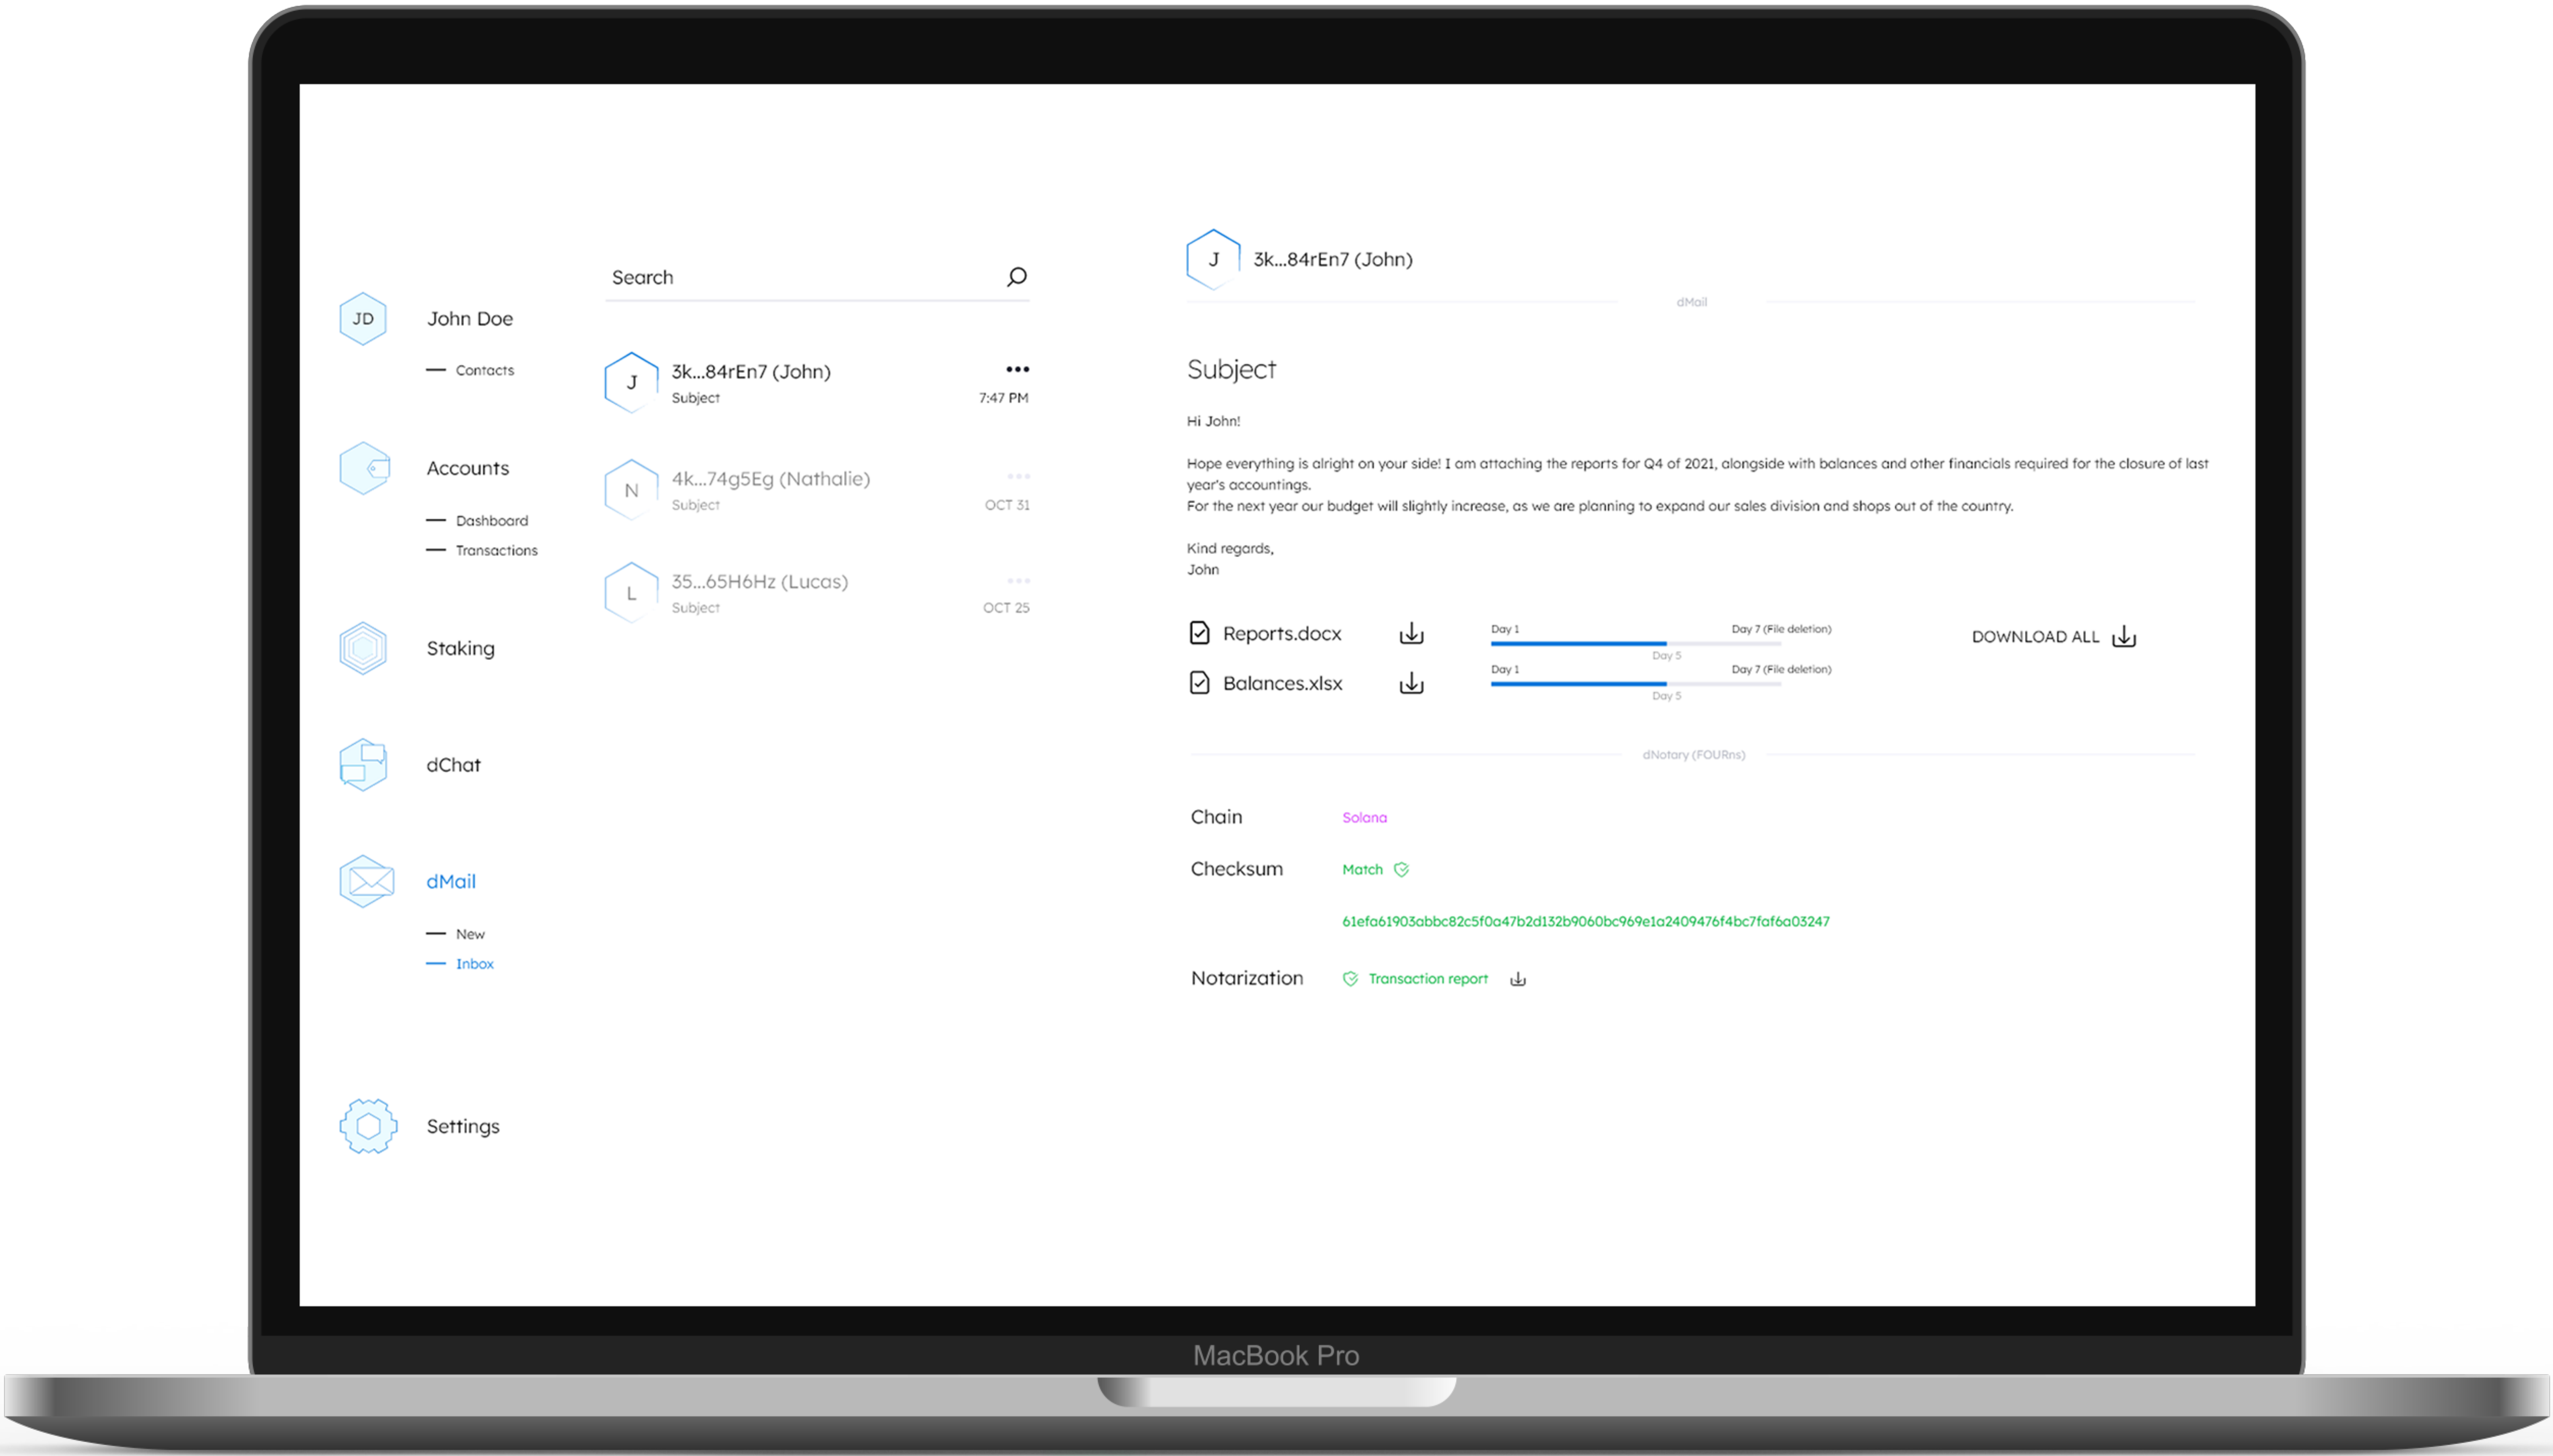 JD
John Doe
Contacts
Accounts
Dashboard
Transactions
Staking
dChat
dMail
New
Inbox
Settings
Search
J
3k...84rEn7 (John)
Subject
7:47 PM
N
4k...74g5Eg (Nathalie)
Subject
OCT 31
L
35...65H6Hz (Lucas)
Subject
OCT 25
J
3k...84rEn7 (John)
dMail
Subject
Hi John!
Hope everything is alright on your side! I am attaching the reports for Q4 of 2021, alongside with balances and other financials required for the closure of last
year's accountings.
For the next year our budget will slightly increase, as we are planning to expand our sales division and shops out of the country.
Kind regards,
John
Reports.docx
Day 1
Day 7 (File deletion)
Day 5
DOWNLOAD ALL
Balances.xlsx
Day 1
Day 7 (File deletion)
Day 5
dNotary (FOURns)
Chain
Solana
Checksum
Match
61efa61903abbc82c5f0a47b2d132b9060bc969e1a2409476f4bc7faf6a03247
Notarization
Transaction report
MacBook Pro